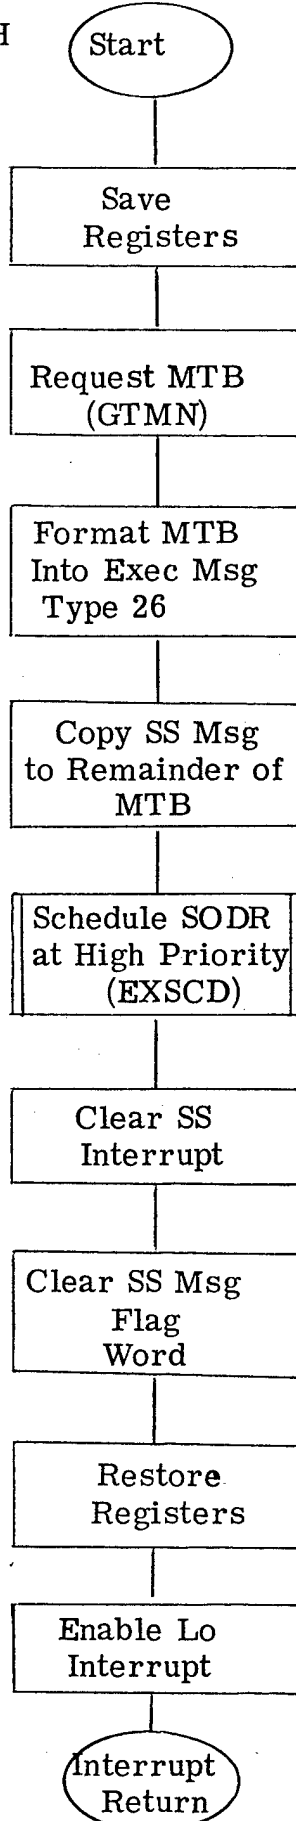 H
Start
Save
Registers
Request MTB
(GTMN)
Format MTB
Into Exec Msg
Type 26
Copy SS Msg
to Remainder of
MTB
Schedule SODR
at High Priority
(EXSCD)
Clear SS
Interrupt
Clear SS Msg
Flag
Word
Restore
Registers
Enable Lo
Interrupt
Interrupt
Return